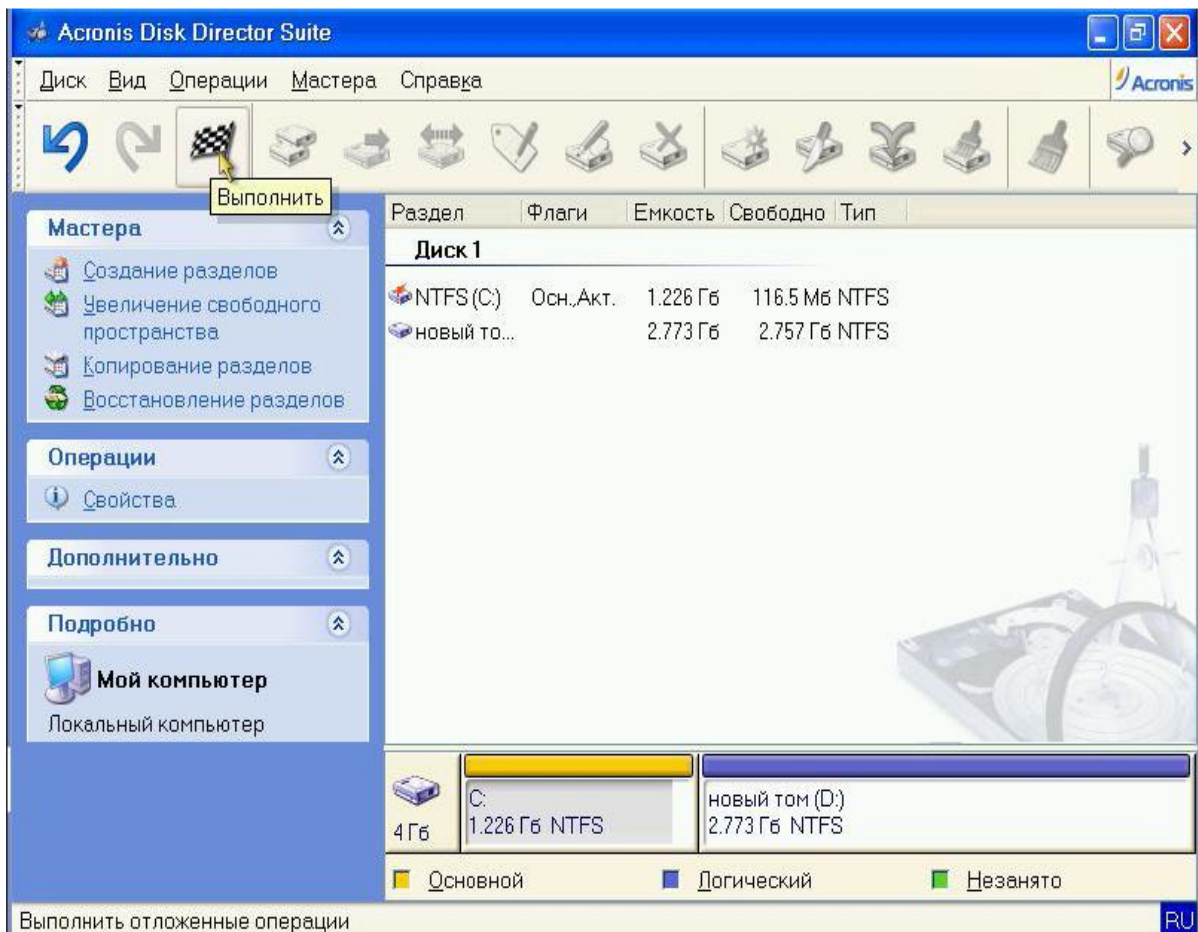 Acronis Disk Director Suite
Диск Вид Операции Мастера Справка
Acronis
Выполнить
Мастера
Создание разделов
Увеличение свободного
пространства
Копирование разделов
Восстановление разделов
Операции
Свойства
Дополнительно
Подробно
Мой компьютер
Локальный компьютер
Раздел Флаги Емкость Свободно Тип
Диск 1
NTFS (C:) Осн.,Акт. 1.226 Гб 116.5 Мб NTFS
новый то... 2.773 Гб 2.757 Гб NTFS
4 Гб
C:
1.226 Гб NTFS
новый том (D:)
2.773 Гб NTFS
Основной Логический Незанято
Выполнить отложенные операции
RU